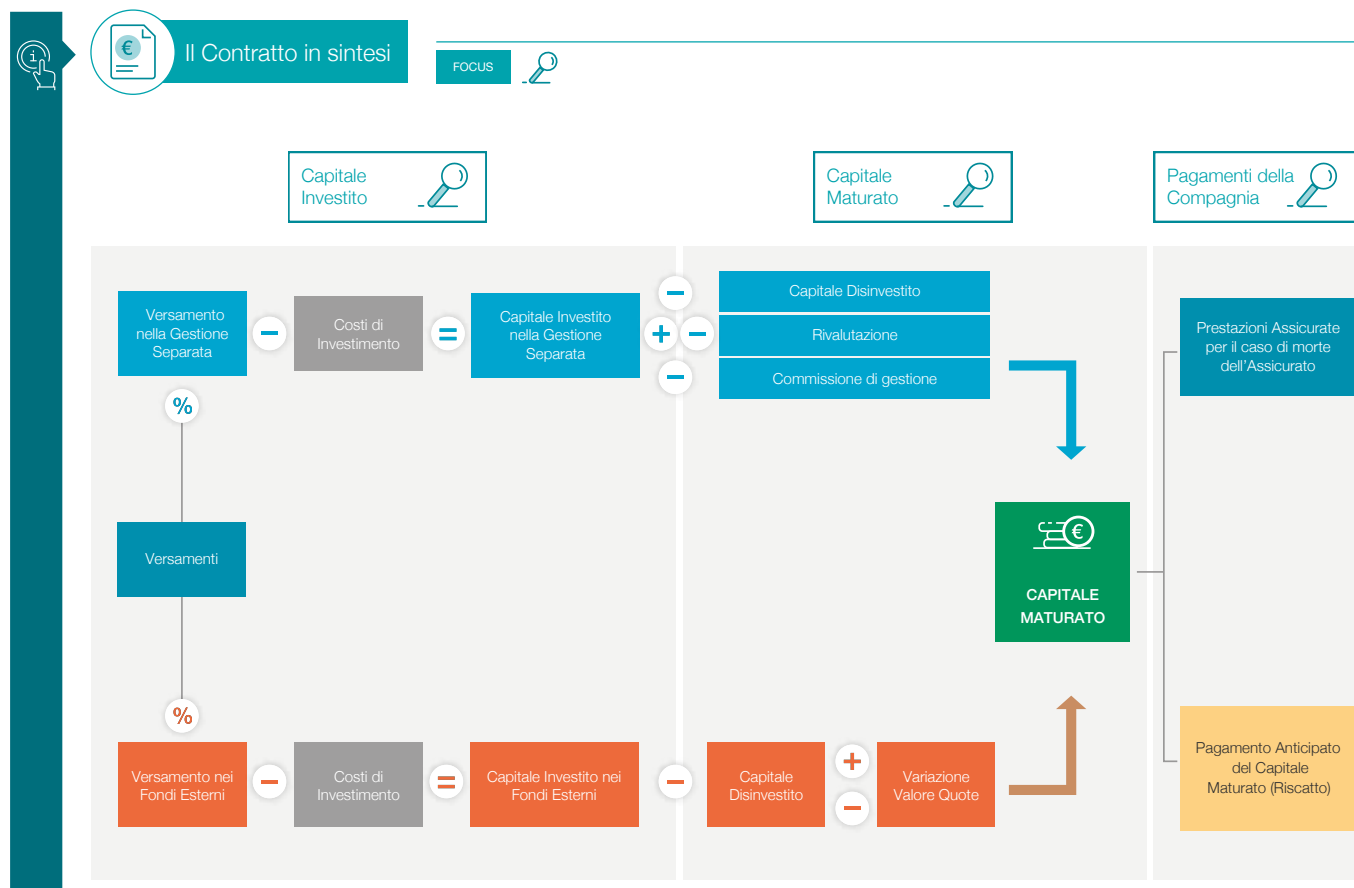 Il Contratto in sintesi
FOCUS
Capitale
Investito
Capitale
Maturato
Pagamenti della
Compagnia
Versamento
nella Gestione
Separata
−
Costi di
Investimento
=
Capitale Investito
nella Gestione
Separata
−
+ −
−
Capitale Disinvestito
Rivalutazione
Commissione di gestione
Prestazioni Assicurate
per il caso di morte
dell'Assicurato
%
Versamenti
€
CAPITALE
MATURATO
%
Versamento nei
Fondi Esterni
−
Costi di
Investimento
=
Capitale Investito nei
Fondi Esterni
−
Capitale
Disinvestito
+
−
Variazione
Valore Quote
Pagamento Anticipato
del Capitale
Maturato (Riscatto)